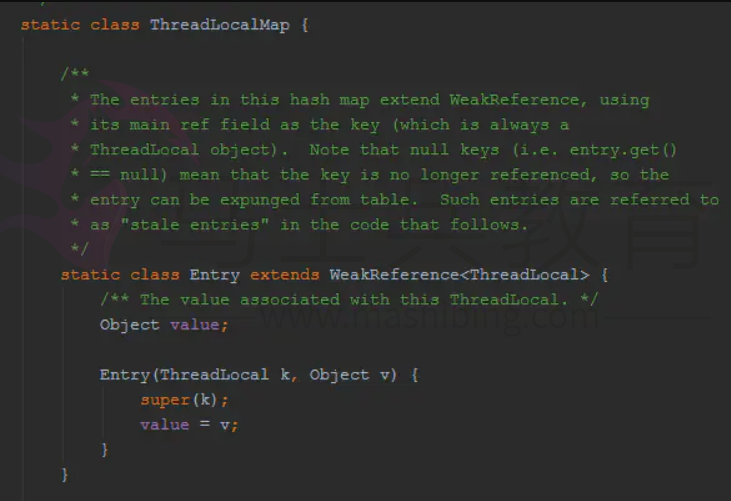 static class ThreadLocalMap {
/**
* The entries in this hash map extend WeakReference, using
* its main ref field as the key (which is always a
* ThreadLocal object).  Note that null keys (i.e. entry.get()
* == null) mean that the key is no longer referenced, so the
* entry can be expunged from table.  Such entries are referred to
* as "stale entries" in the code that follows.
*/
马士兵教育
static class Entry extends WeakReference<ThreadLocal> {
/** The value associated with this ThreadLocal. */
Object value;
www.mashibing.com
Entry(ThreadLocal k, Object v) {
super(k);
value = v;
}
}